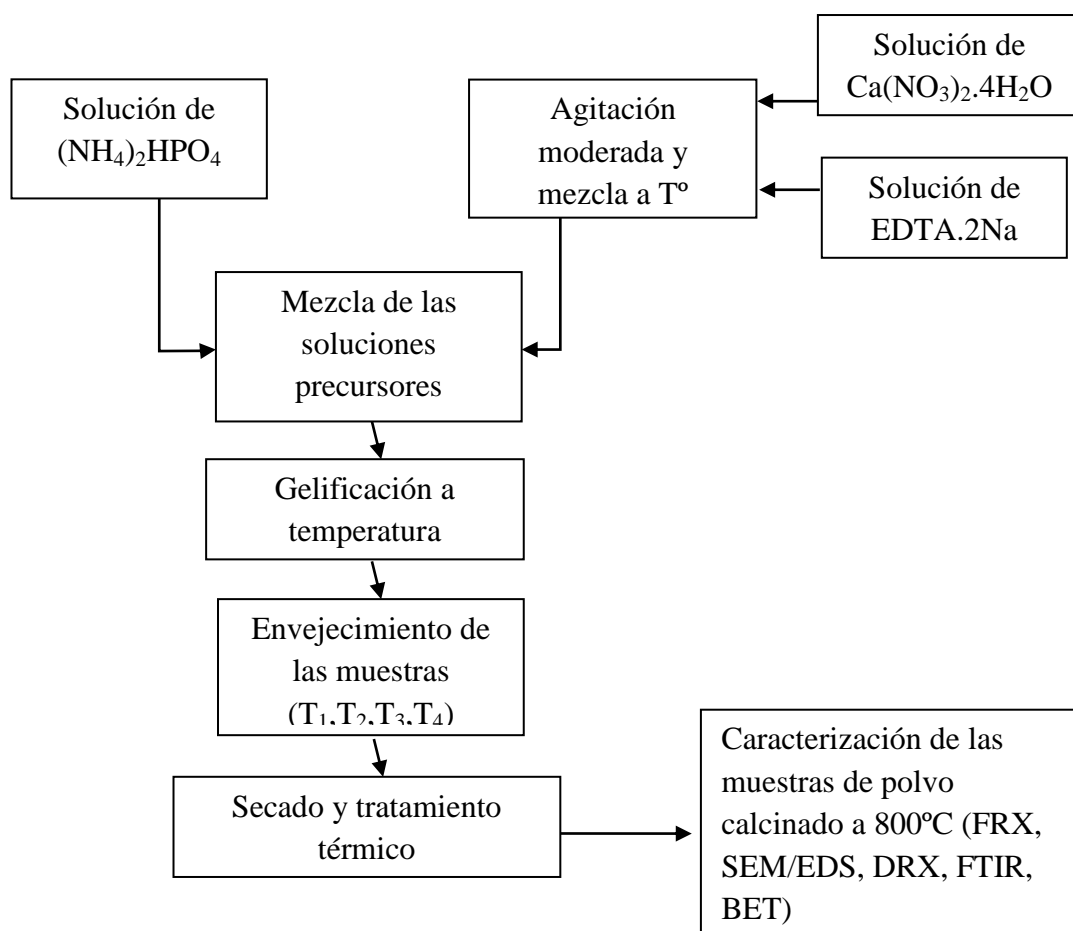 Solución de
Ca(NO₃)₂.4H₂O
Solución de
(NH₄)₂HPO₄
Agitación
moderada y
mezcla a Tº
Solución de
EDTA.2Na
Mezcla de las
soluciones
precursores
Gelificación a
temperatura
Envejecimiento de
las muestras
(T₁,T₂,T₃,T₄)
Secado y tratamiento
térmico
Caracterización de las
muestras de polvo
calcinado a 800ºC (FRX,
SEM/EDS, DRX, FTIR,
BET)